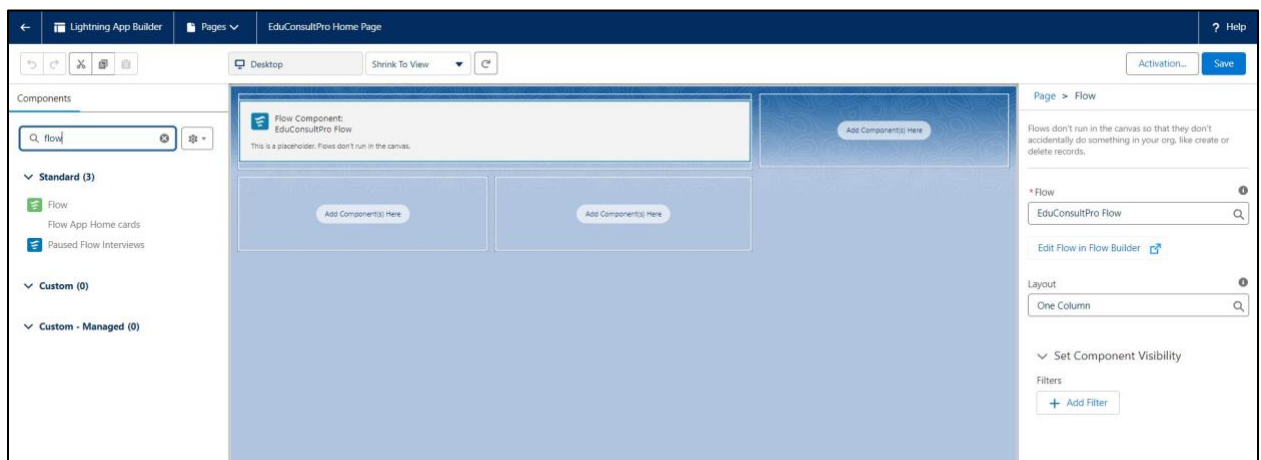 Lightning App Builder
Pages
EduConsultPro Home Page
? Help
Desktop
Shrink To View
Activation...
Save
Components
flow
Standard (3)
Flow
Flow App Home cards
Paused Flow Interviews
Custom (0)
Custom - Managed (0)
Flow Component:
EduConsultPro Flow
This is a placeholder. Flows don't run in the canvas.
Add Component(s) Here
Add Component(s) Here
Add Component(s) Here
Page > Flow
Flows don't run in the canvas so that they don't
accidentally do something in your org, like create or
delete records.
* Flow
EduConsultPro Flow
Edit Flow in Flow Builder
Layout
One Column
Set Component Visibility
Filters
+ Add Filter